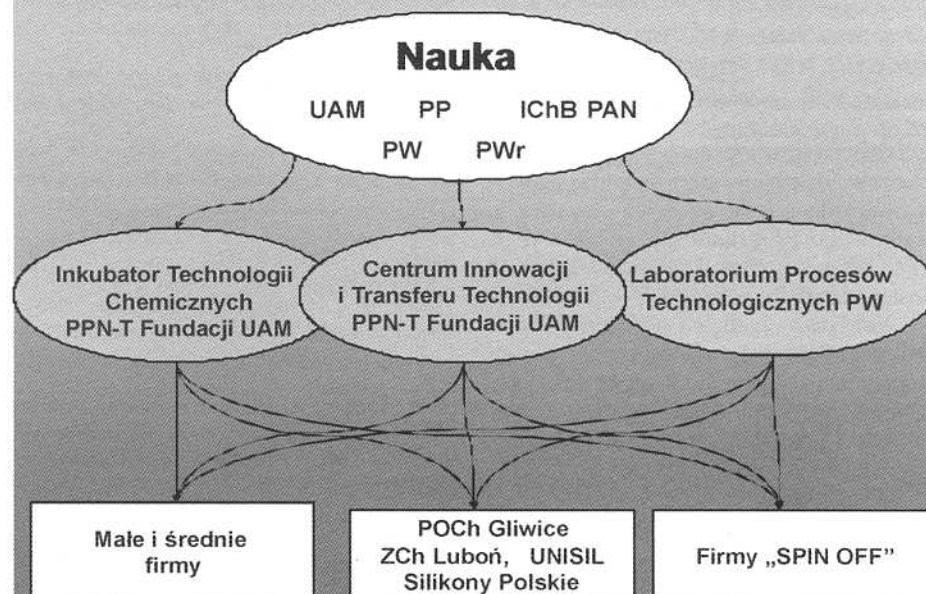 Nauka
UAM PP IChB PAN
PW PWr
Inkubator Technologii
Chemicznych
PPN-T Fundacji UAM
Centrum Innowacji
i Transferu Technologii
PPN-T Fundacji UAM
Laboratorium Procesów
Technologicznych PW
Małe i średnie
firmy
POCh Gliwice
ZCh Luboń, UNISIL
Silikony Polskie
Firmy „SPIN OFF”